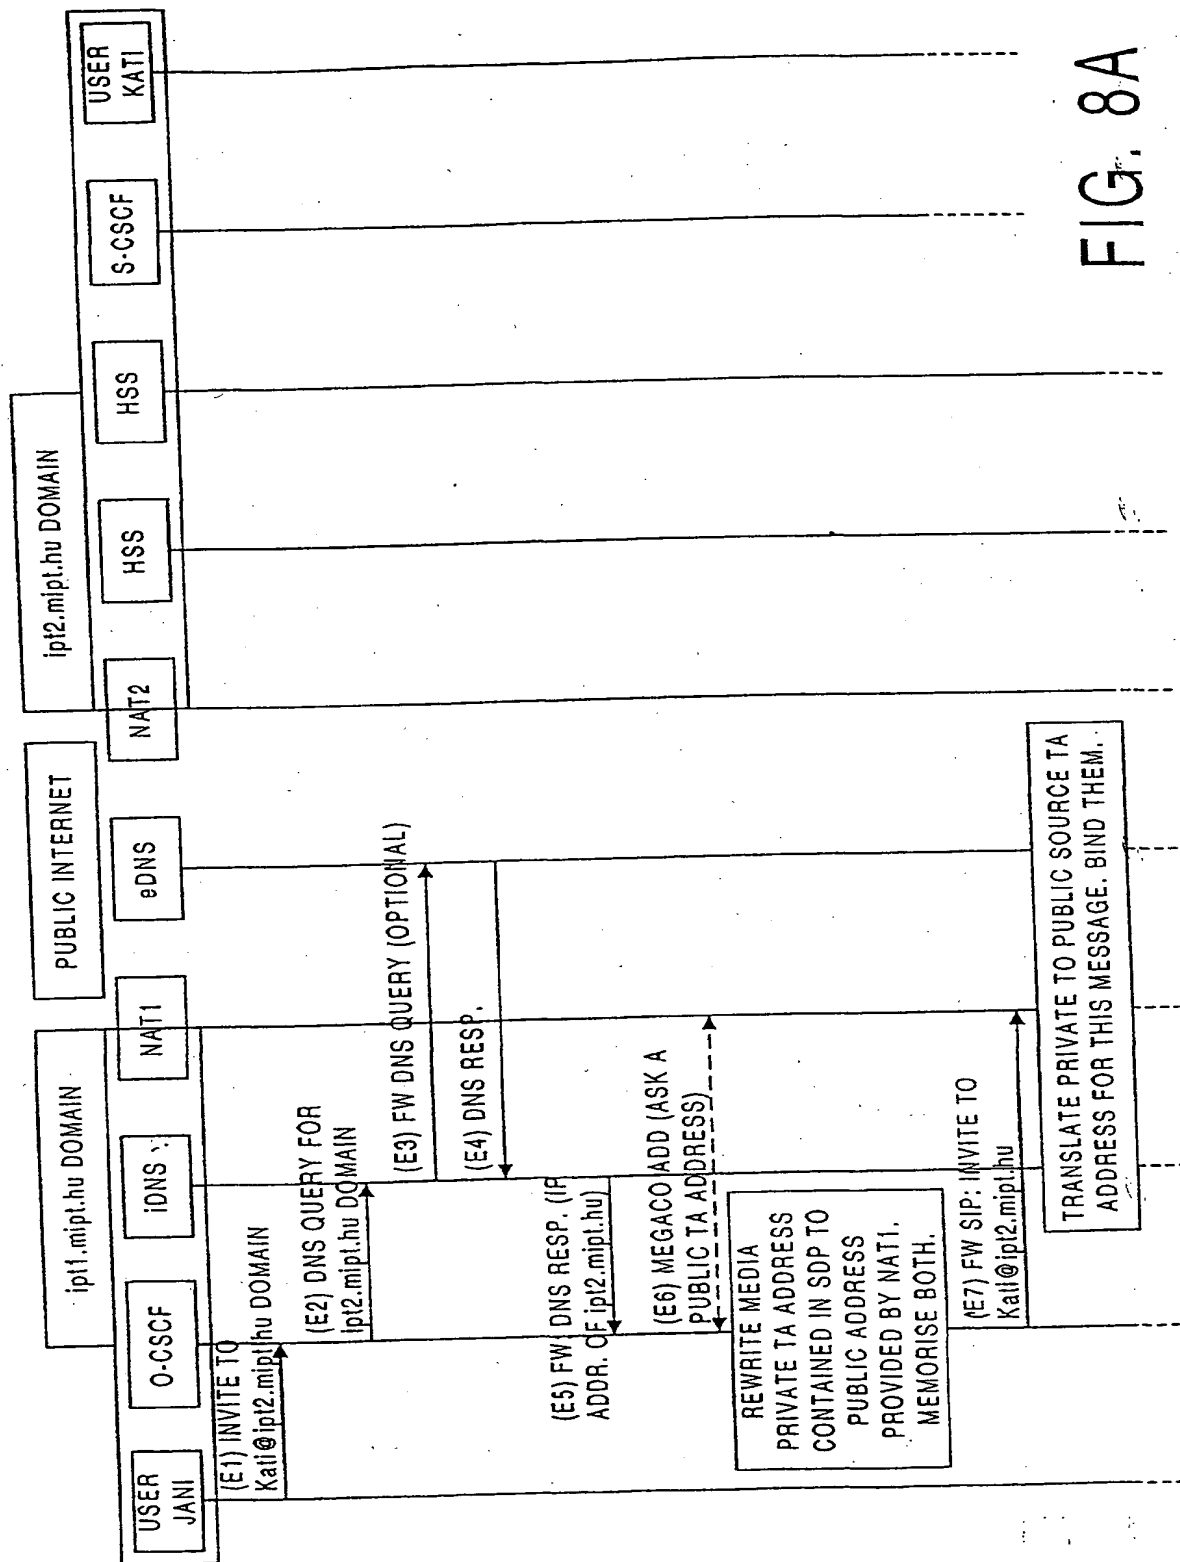 ipt1.mipt.hu DOMAIN
PUBLIC INTERNET
ipt2.mipt.hu DOMAIN
USER
JANI
O-CSCF
iDNS
NAT1
eDNS
NAT2
HSS
HSS
S-CSCF
USER
KATI
(E1) INVITE TO
Kati@ipt2.mipt.hu DOMAIN
(E2) DNS QUERY FOR
ipt2.mipt.hu DOMAIN
(E3) FW DNS QUERY (OPTIONAL)
(E4) DNS RESP.
(E5) FW DNS RESP. (IP
ADDR. OF ipt2.mipt.hu)
(E6) MEGACO ADD (ASK A
PUBLIC TA ADDRESS)
REWRITE MEDIA
PRIVATE TA ADDRESS
CONTAINED IN SDP TO
PUBLIC ADDRESS
PROVIDED BY NAT1.
MEMORISE BOTH.
(E7) FW SIP: INVITE TO
Kati@ipt2.mipt.hu
TRANSLATE PRIVATE TO PUBLIC SOURCE TA
ADDRESS FOR THIS MESSAGE. BIND THEM.
FIG. 8A